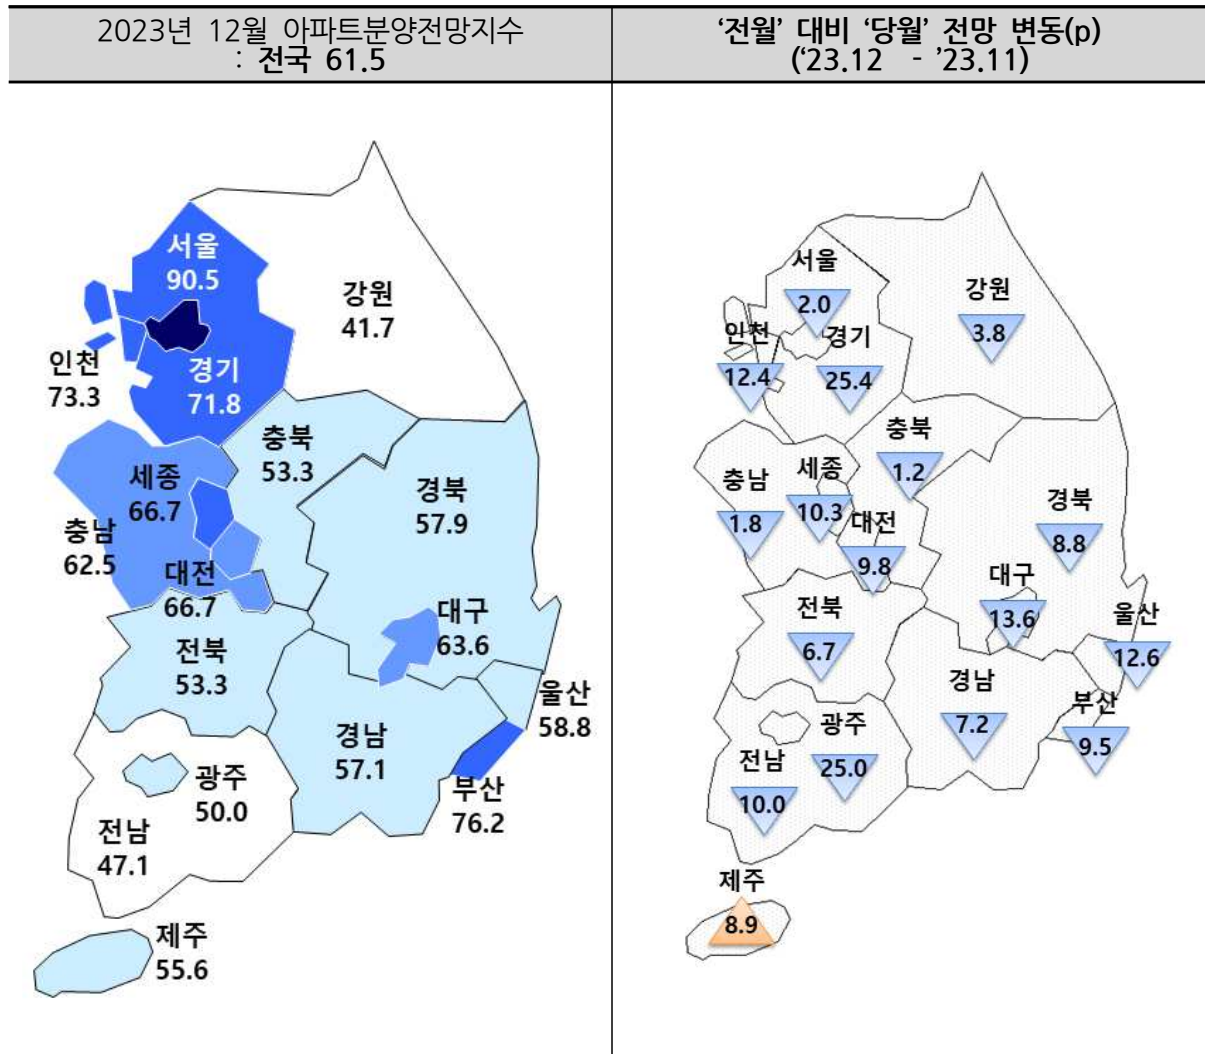 2023년 12월 아파트분양전망지수
: 전국 61.5
‘전월’ 대비 ‘당월’ 전망 변동(p)
(‘23.12 - ’23.11)
서울
90.5
강원
41.7
인천
73.3
경기
71.8
충북
53.3
세종
66.7
경북
57.9
충남
62.5
대전
66.7
대구
63.6
전북
53.3
울산
58.8
경남
57.1
광주
50.0
부산
76.2
전남
47.1
제주
55.6
서울
2.0
강원
3.8
인천
12.4
경기
25.4
충북
1.2
충남
1.8
세종
10.3
경북
8.8
대전
9.8
대구
13.6
전북
6.7
울산
12.6
경남
7.2
부산
9.5
광주
25.0
전남
10.0
제주
8.9